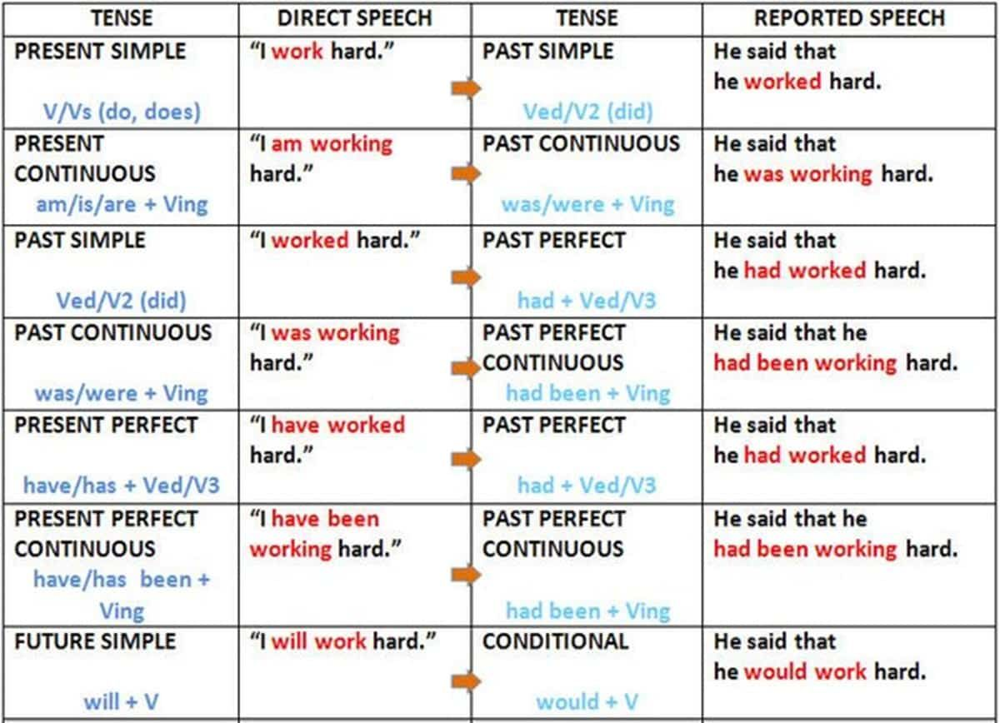 TENSE DIRECT SPEECH TENSE REPORTED SPEECH
PRESENT SIMPLE
V/Vs (do, does)
“I work hard.”
PAST SIMPLE
Ved/V2 (did)
He said that
he worked hard.
PRESENT
CONTINUOUS
am/is/are + Ving
“I am working
hard.”
PAST CONTINUOUS
was/were + Ving
He said that
he was working hard.
PAST SIMPLE
Ved/V2 (did)
“I worked hard.”
PAST PERFECT
had + Ved/V3
He said that
he had worked hard.
PAST CONTINUOUS
was/were + Ving
“I was working
hard.”
PAST PERFECT
CONTINUOUS
had been + Ving
He said that he
had been working hard.
PRESENT PERFECT
have/has + Ved/V3
“I have worked
hard.”
PAST PERFECT
had + Ved/V3
He said that
he had worked hard.
PRESENT PERFECT
CONTINUOUS
have/has been +
Ving
“I have been
working hard.”
PAST PERFECT
CONTINUOUS
had been + Ving
He said that he
had been working hard.
FUTURE SIMPLE
will + V
“I will work hard.”
CONDITIONAL
would + V
He said that
he would work hard.